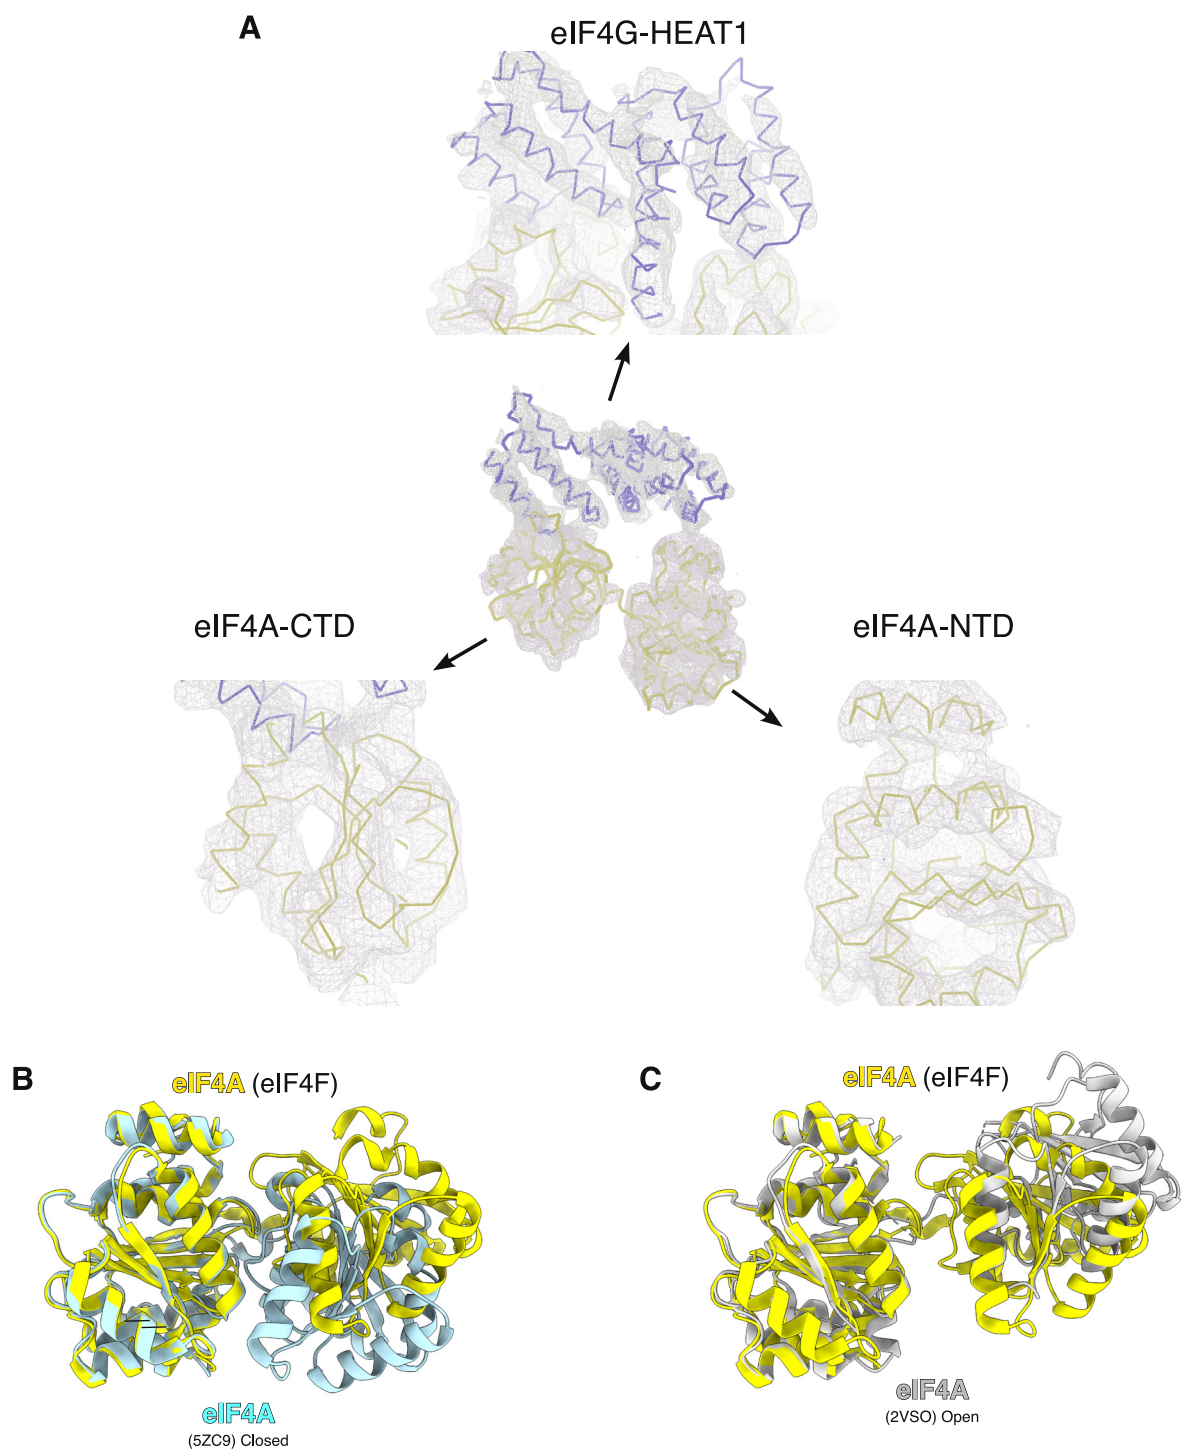 A
eIF4G-HEAT1
eIF4A-CTD
eIF4A-NTD
B
eIF4A (eIF4F)
eIF4A
(5ZC9) Closed
C
eIF4A (eIF4F)
eIF4A
(2VSO) Open